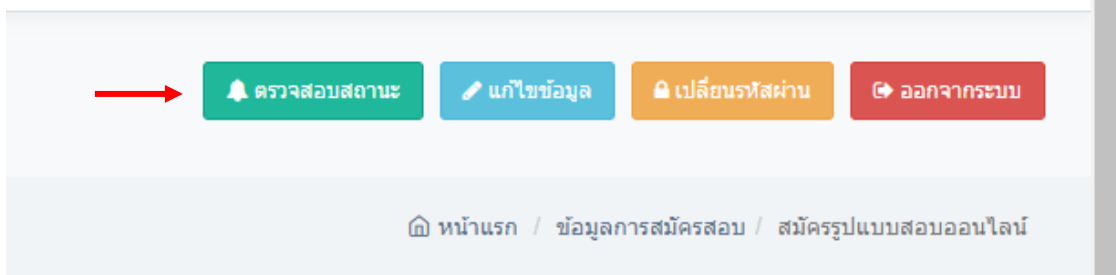 ตรวจสอบสถานะ แก้ไขข้อมูล เปลี่ยนรหัสผ่าน ออกจากระบบ
หน้าแรก / ข้อมูลการสมัครสอบ / สมัครรูปแบบสอบออนไลน์